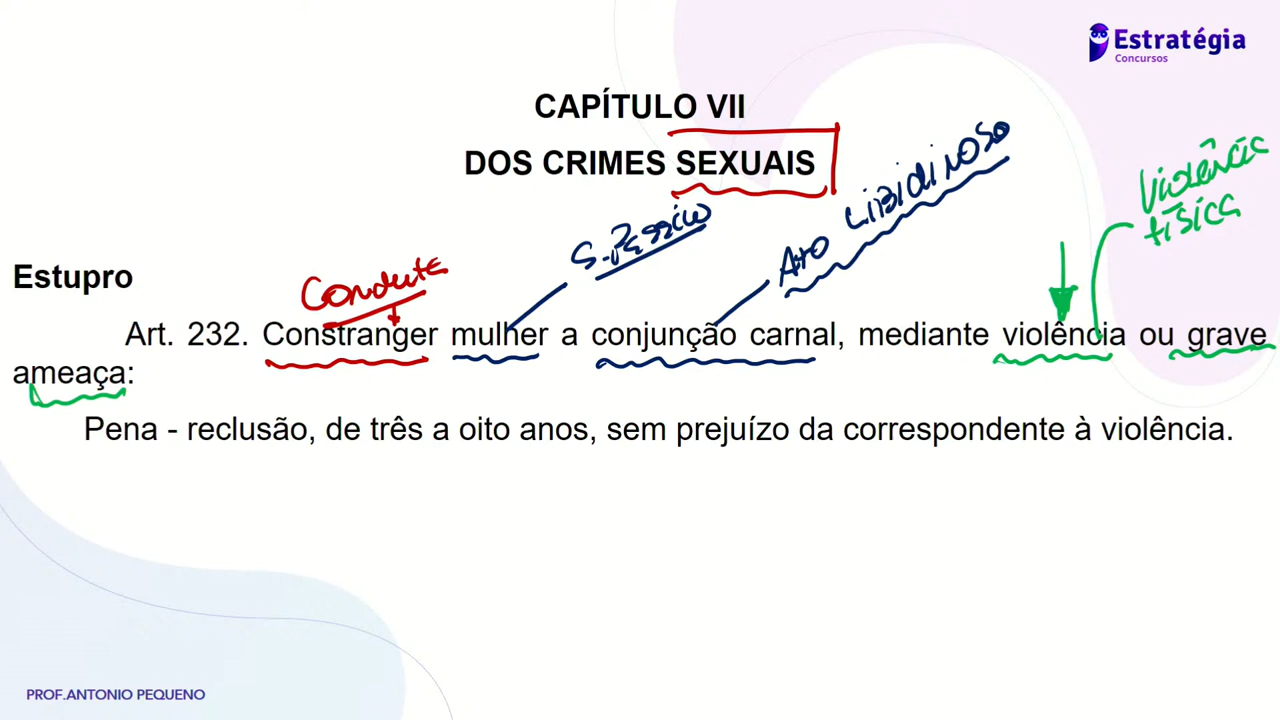 Estratégia
Concursos
CAPÍTULO VII
DOS CRIMES SEXUAIS
Ato Libidinoso
Violência
física
S. Passivo
Conduta
Estupro
Art. 232. Constranger mulher a conjunção carnal, mediante violência ou grave
ameaça:
Pena - reclusão, de três a oito anos, sem prejuízo da correspondente à violência.
PROF.ANTONIO PEQUENO